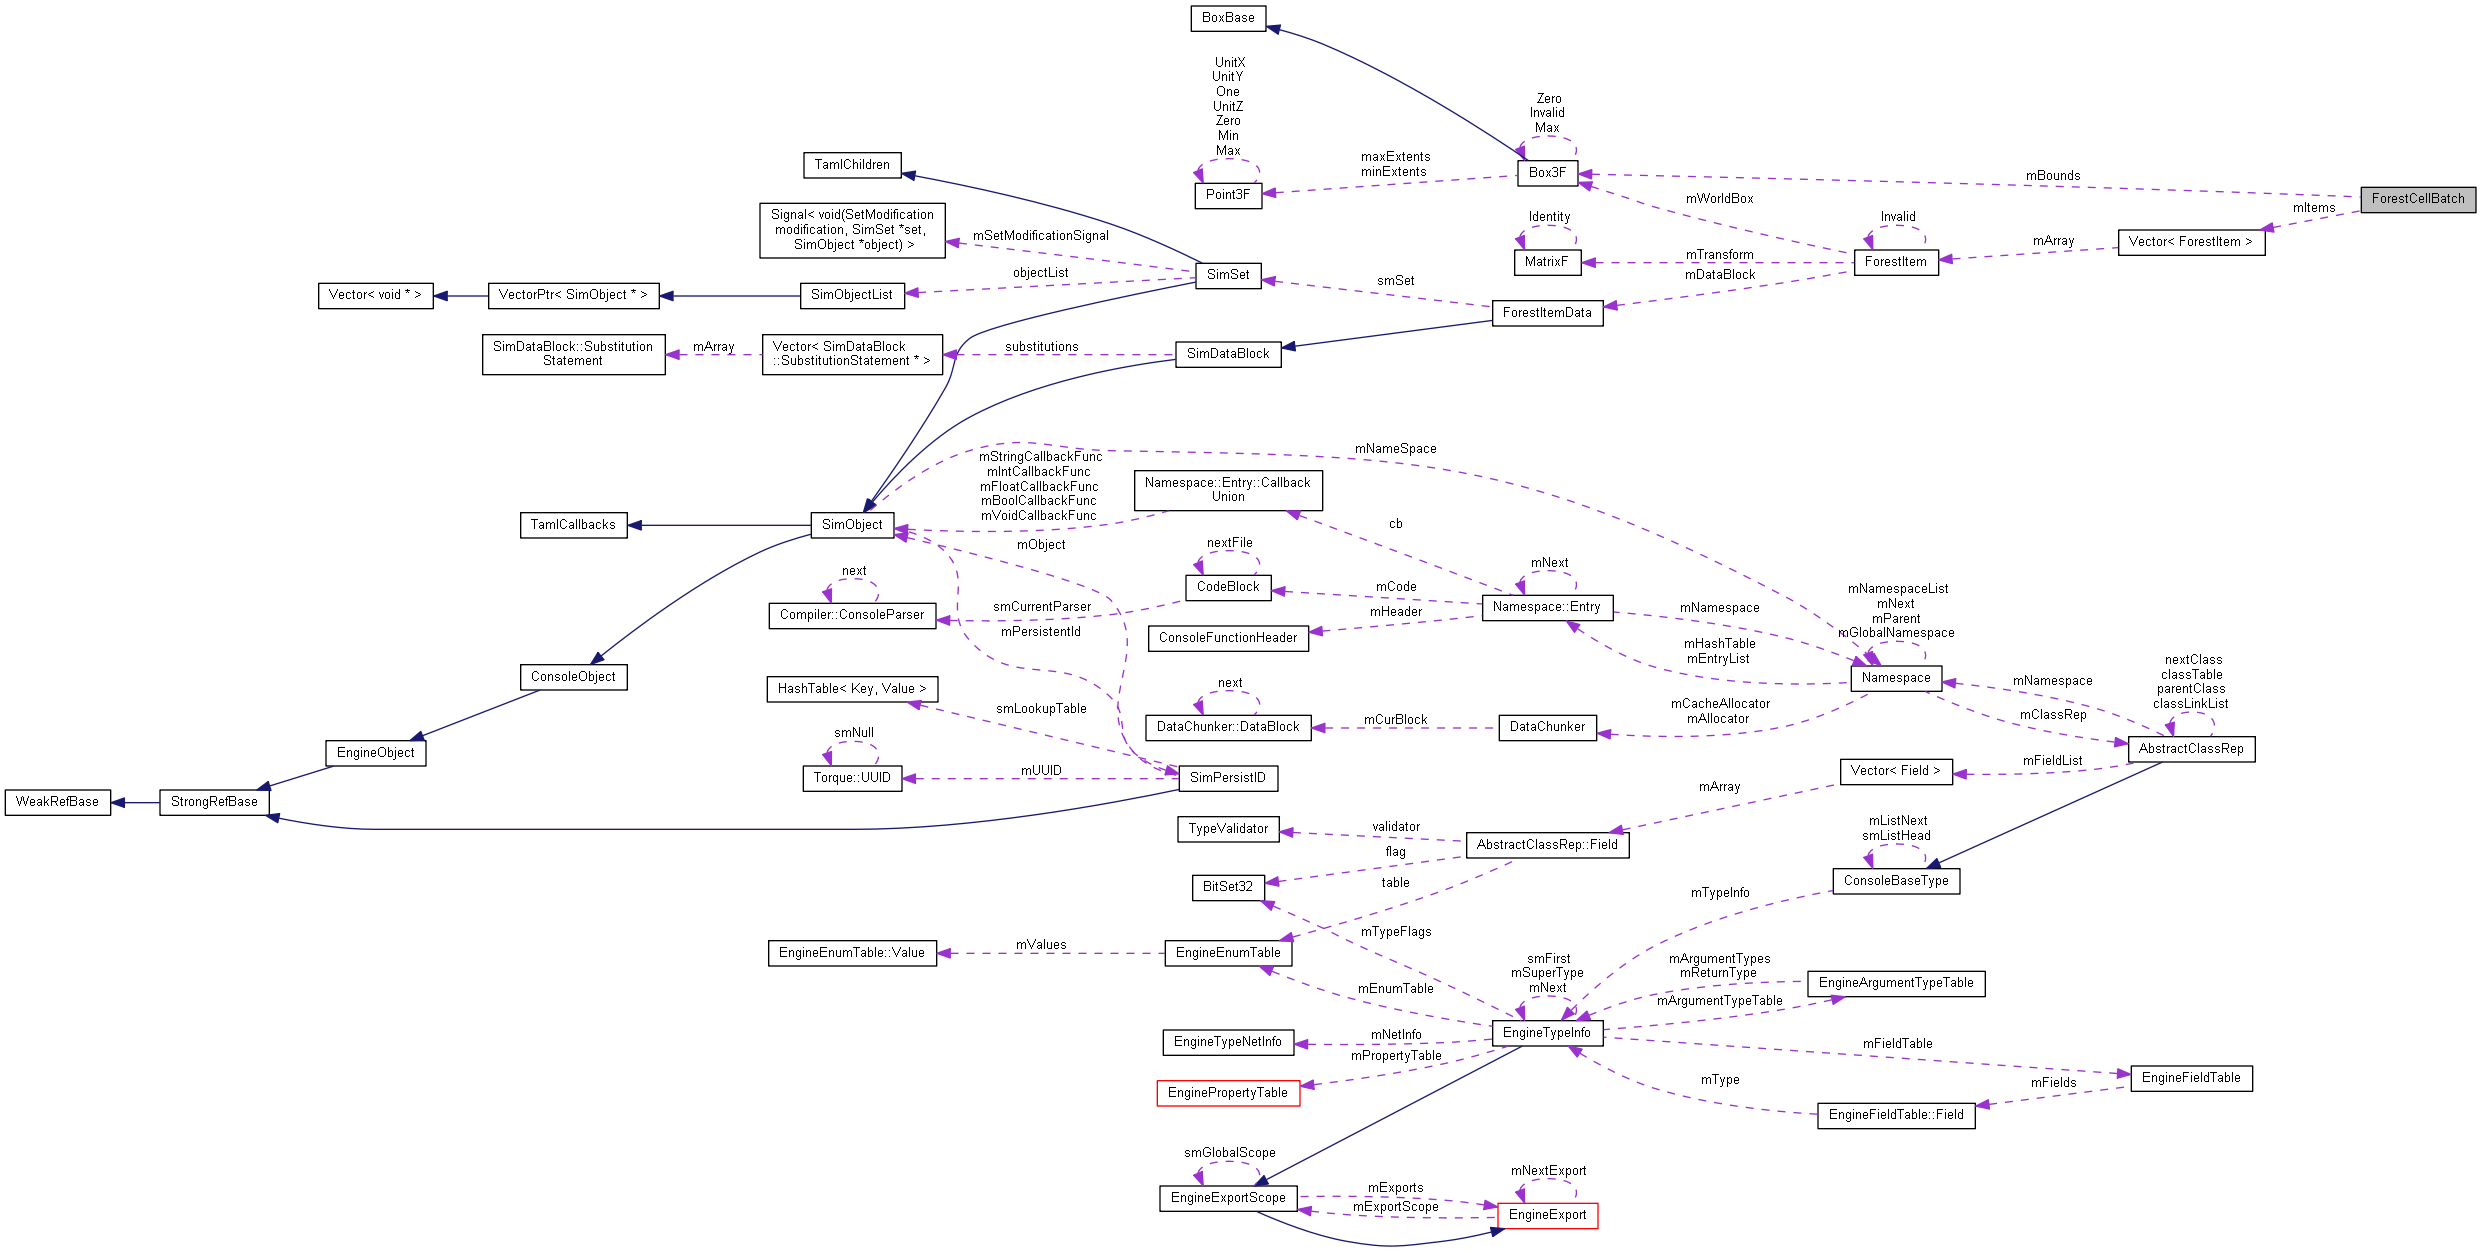 BoxBase
UnitX
UnitY
One
UnitZ
Zero
Min
Max
Zero
Invalid
Max
TamlChildren
maxExtents
minExtents
Box3F
Point3F
mBounds
ForestCellBatch
mWorldBox
mItems
Signal< void(SetModification
modification, SimSet *set,
SimObject *object) >
mSetModificationSignal
Identity
Invalid
mArray
Vector< ForestItem >
MatrixF
mTransform
ForestItem
mDataBlock
SimSet
objectList
smSet
Vector< void * >
VectorPtr< SimObject * >
SimObjectList
ForestItemData
SimDataBlock::Substitution
Statement
mArray
Vector< SimDataBlock
::SubstitutionStatement * >
substitutions
SimDataBlock
mNameSpace
mStringCallbackFunc
mIntCallbackFunc
mFloatCallbackFunc
mBoolCallbackFunc
mVoidCallbackFunc
Namespace::Entry::Callback
Union
TamlCallbacks
SimObject
cb
mObject
nextFile
mNext
next
CodeBlock
mCode
mNamespaceList
mNext
mParent
mGlobalNamespace
Compiler::ConsoleParser
smCurrentParser
mHeader
Namespace::Entry
mNamespace
mPersistentId
ConsoleFunctionHeader
mHashTable
mEntryList
ConsoleObject
HashTable< Key, Value >
next
Namespace
mNamespace
nextClass
classTable
parentClass
classLinkList
smLookupTable
mCacheAllocator
mAllocator
mClassRep
DataChunker::DataBlock
mCurBlock
DataChunker
smNull
EngineObject
AbstractClassRep
mFieldList
Torque::UUID
mUUID
SimPersistID
Vector< Field >
WeakRefBase
StrongRefBase
mArray
TypeValidator
validator
AbstractClassRep::Field
mListNext
smListHead
flag
BitSet32
table
ConsoleBaseType
mTypeInfo
mTypeFlags
EngineEnumTable::Value
mValues
EngineEnumTable
smFirst
mSuperType
mNext
mArgumentTypes
mReturnType
EngineArgumentTypeTable
mEnumTable
mArgumentTypeTable
EngineTypeInfo
EngineTypeNetInfo
mNetInfo
mPropertyTable
mFieldTable
EnginePropertyTable
mType
mFields
EngineFieldTable
EngineFieldTable::Field
smGlobalScope
mNextExport
EngineExportScope
mExports
mExportScope
EngineExport